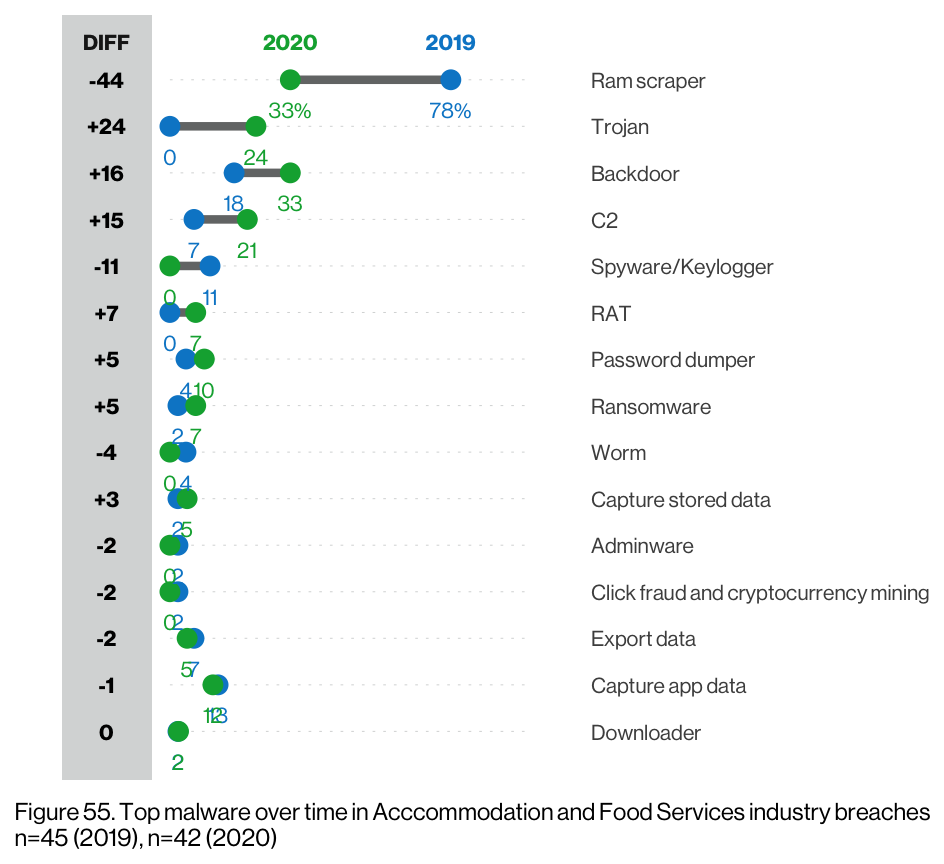 DIFF 2020 2019
-44 Ram scraper
33% 78%
+24 Trojan
0 24
+16 Backdoor
18 33
+15 C2
7 21
-11 Spyware/Keylogger
0 11
+7 RAT
0 7
+5 Password dumper
4 10
+5 Ransomware
2 7
-4 Worm
0 4
+3 Capture stored data
2 5
-2 Adminware
0 2
-2 Click fraud and cryptocurrency mining
0 2
-2 Export data
5 7
-1 Capture app data
12 13
0 Downloader
2
Figure 55. Top malware over time in Acccommodation and Food Services industry breaches
n=45 (2019), n=42 (2020)